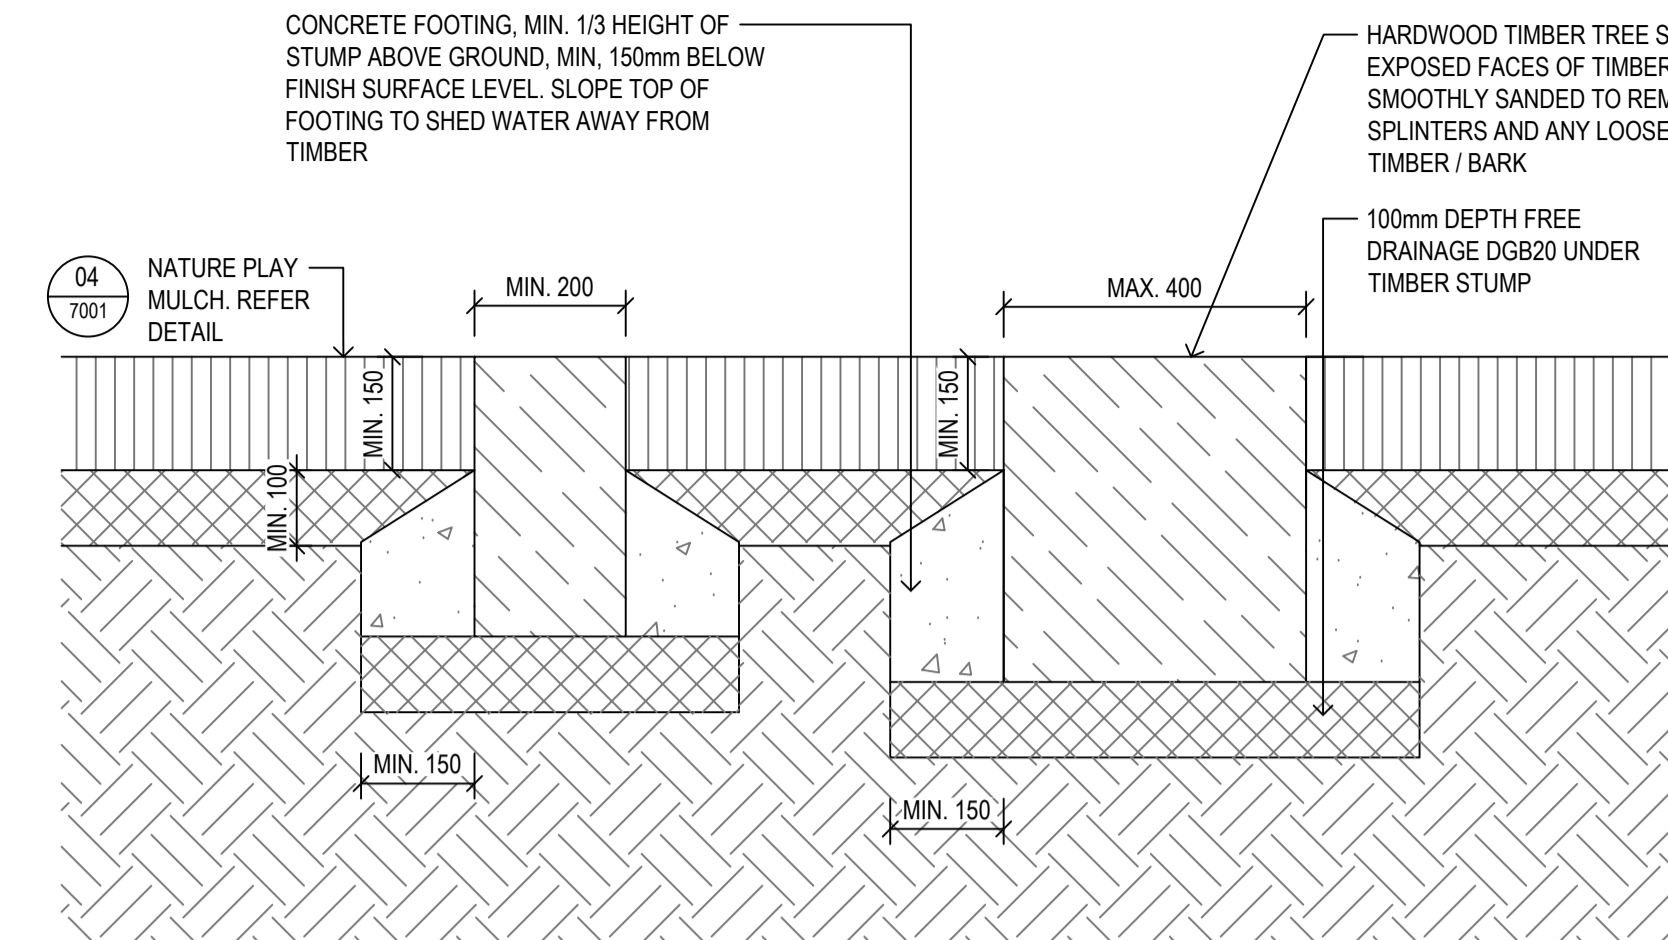 CONCRETE FOOTING, MIN. 1/3 HEIGHT OF
STUMP ABOVE GROUND, MIN, 150mm BELOW
FINISH SURFACE LEVEL. SLOPE TOP OF
FOOTING TO SHED WATER AWAY FROM
TIMBER
HARDWOOD TIMBER TREE S
EXPOSED FACES OF TIMBER
SMOOTHLY SANDED TO REM
SPLINTERS AND ANY LOOSE
TIMBER / BARK
100mm DEPTH FREE
DRAINAGE DGB20 UNDER
TIMBER STUMP
04
7001
NATURE PLAY
MULCH. REFER
DETAIL
MIN. 200
MAX. 400
MIN. 150
MIN. 150
MIN. 100
MIN. 150
MIN. 150